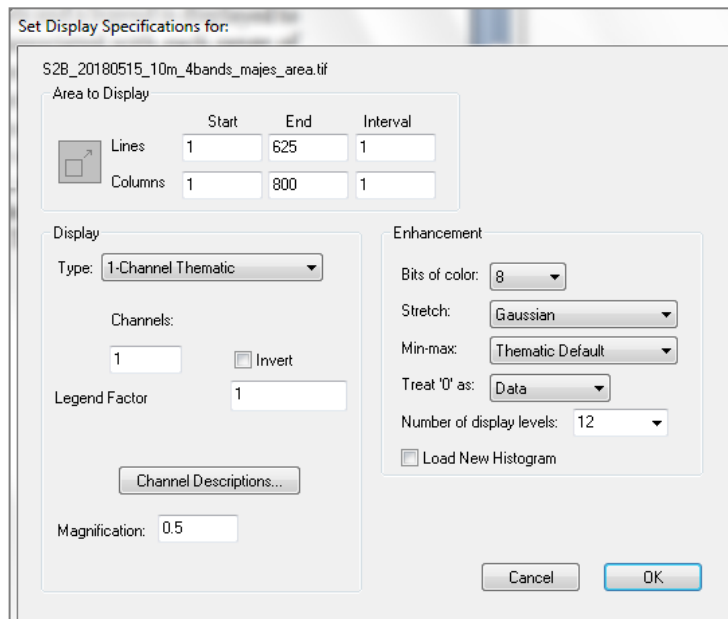 Set Display Specifications for:
S2B_20180515_10m_4bands_majes_area.tif
Area to Display
Start End Interval
Lines 1 625 1
Columns 1 800 1
Display
Type: 1-Channel Thematic
Channels:
1 Invert
Legend Factor 1
Channel Descriptions...
Magnification: 0.5
Enhancement
Bits of color: 8
Stretch: Gaussian
Min-max: Thematic Default
Treat '0' as: Data
Number of display levels: 12
Load New Histogram
Cancel OK